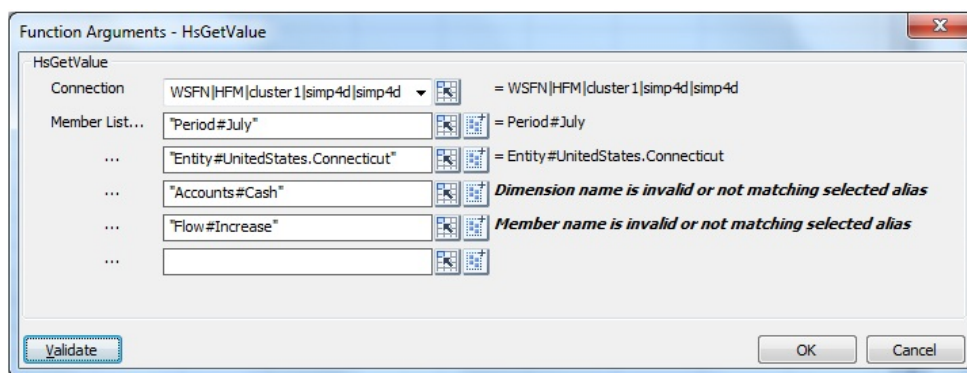 Function Arguments - HsGetValue
HsGetValue
Connection WSFN|HFM|cluster1|simp4d|simp4d = WSFN|HFM|cluster1|simp4d|simp4d
Member List... "Period#July" = Period#July
... "Entity#UnitedStates.Connecticut" = Entity#UnitedStates.Connecticut
... "Accounts#Cash" Dimension name is invalid or not matching selected alias
... "Flow#Increase" Member name is invalid or not matching selected alias
...
Validate OK Cancel